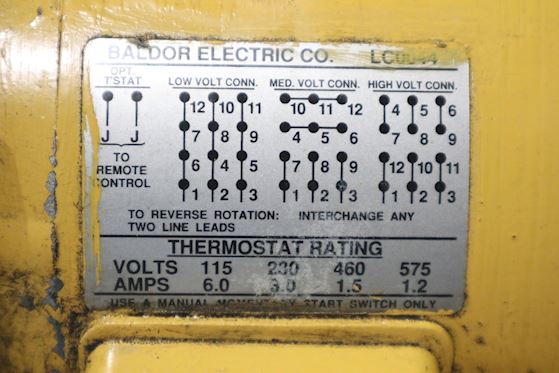 BALDOR ELECTRIC CO. LC0044
OPT. T'STAT
LOW VOLT CONN. MED. VOLT CONN. HIGH VOLT CONN.
12 10 11 10 11 12 4 5 6
7 8 9 4 5 6 7 8 9
J J 6 4 5 7 8 9 12 10 11
1 2 3 1 2 3 1 2 3
TO
REMOTE
CONTROL
TO REVERSE ROTATION: INTERCHANGE ANY
TWO LINE LEADS
THERMOSTAT RATING
VOLTS 115 230 460 575
AMPS 6.0 3.0 1.5 1.2
USE A MANUAL MOMENTARY START SWITCH ONLY